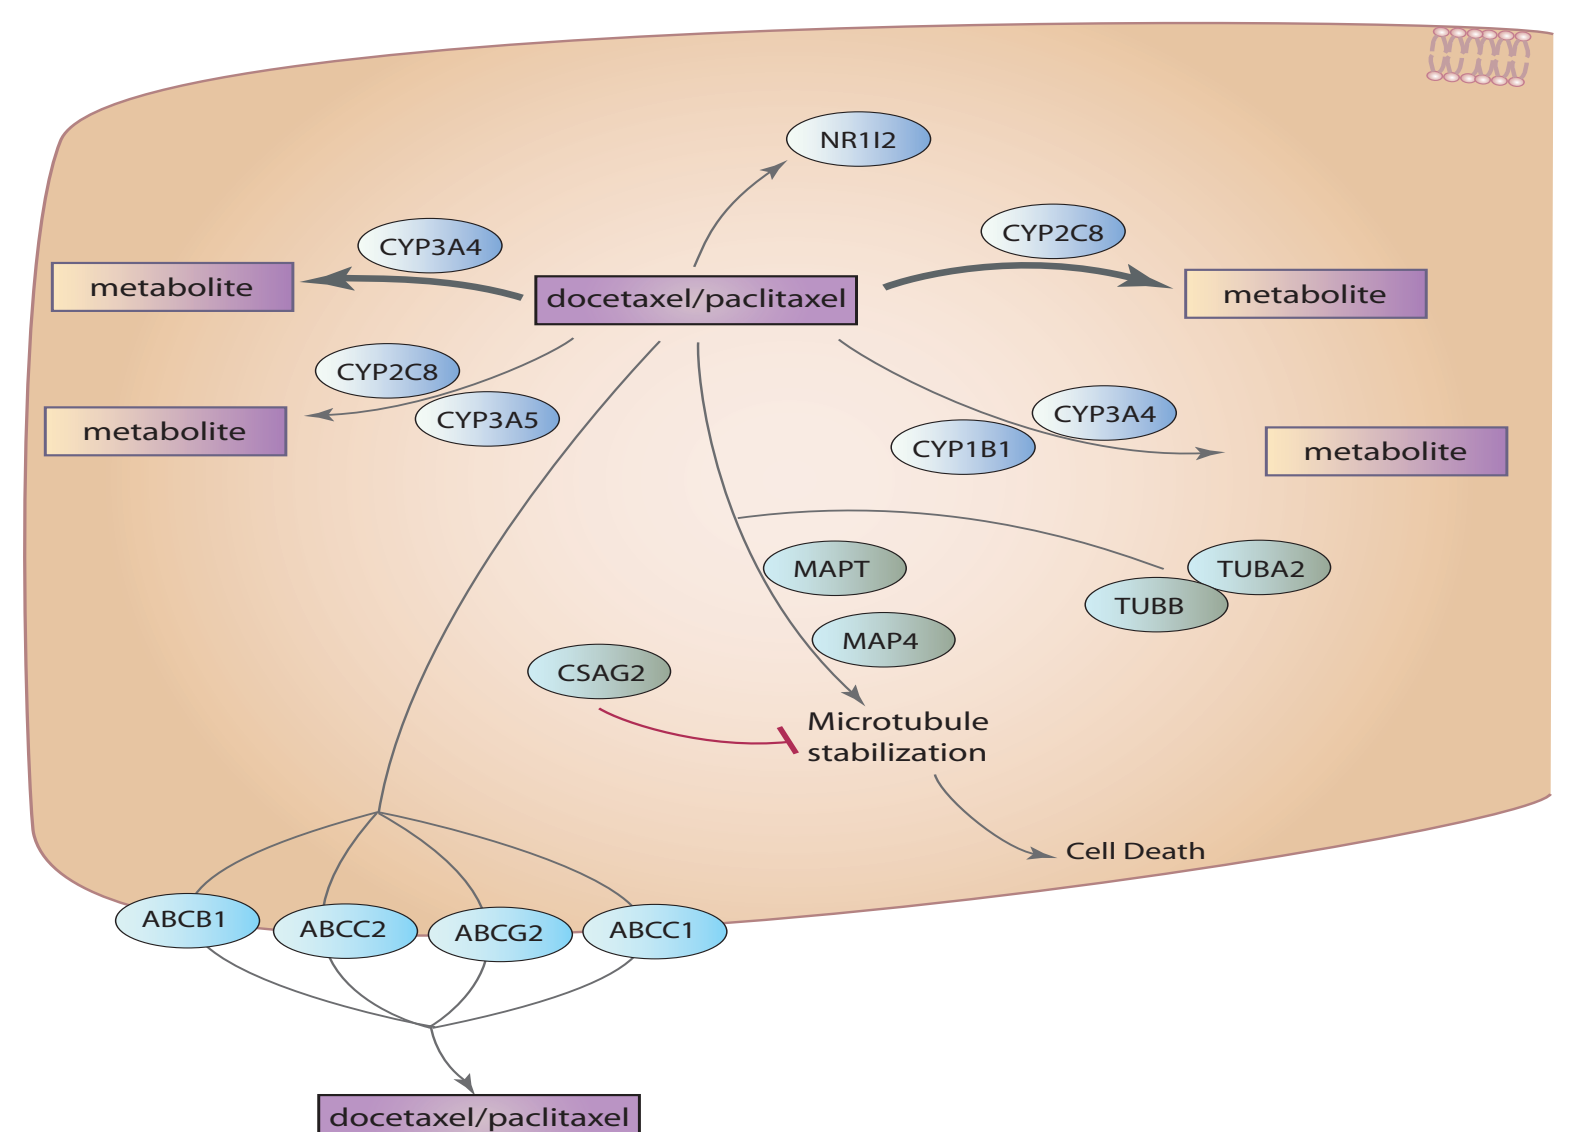 NR1I2
CYP3A4
CYP2C8
metabolite
docetaxel/paclitaxel
metabolite
CYP2C8
CYP3A5
metabolite
CYP3A4
CYP1B1
metabolite
MAPT
TUBA2
TUBB
MAP4
CSAG2
Microtubule
stabilization
Cell Death
ABCB1
ABCC2
ABCG2
ABCC1
docetaxel/paclitaxel